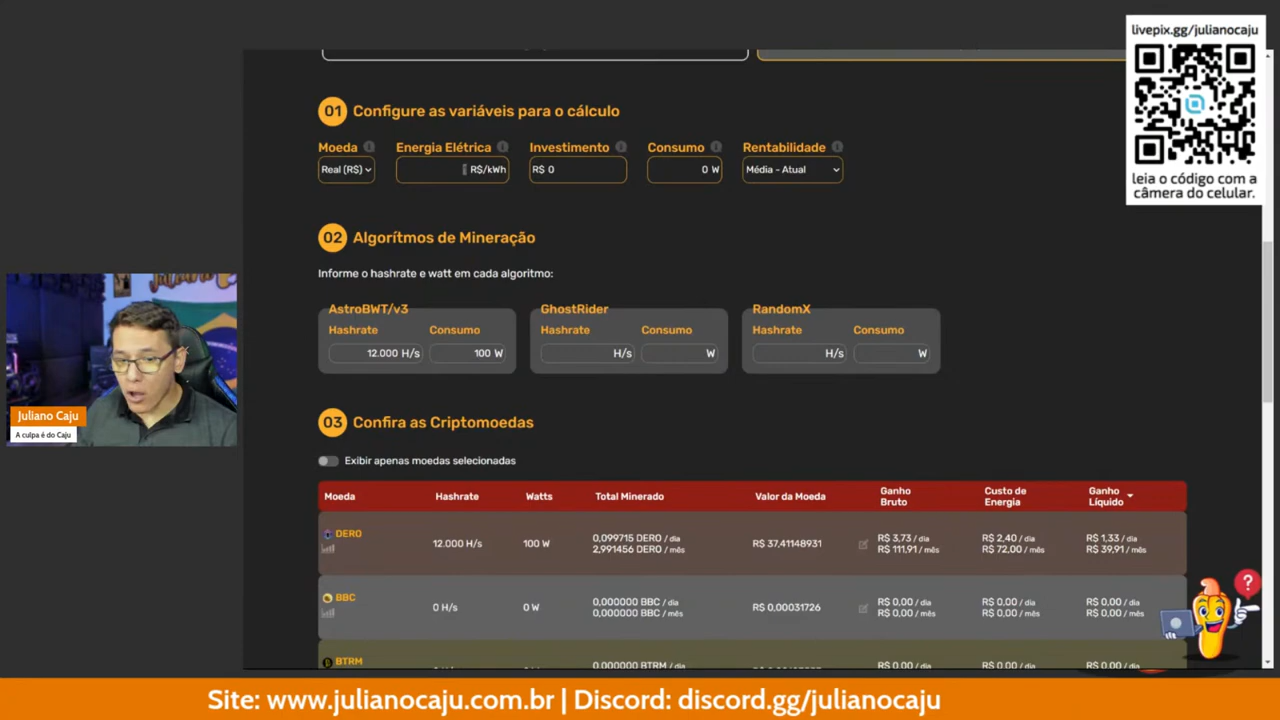 livepix.gg/julianocaju
leia o código com a
câmera do celular.
01 Configure as variáveis para o cálculo
Moeda Energia Elétrica Investimento Consumo Rentabilidade
Real (R$) R$/kWh R$ 0 0 W Média - Atual
02 Algorítmos de Mineração
Informe o hashrate e watt em cada algoritmo:
AstroBWT/v3 GhostRider RandomX
Hashrate Consumo Hashrate Consumo Hashrate Consumo
12.000 H/s 100 W H/s W H/s W
03 Confira as Criptomoedas
Exibir apenas moedas selecionadas
Moeda Hashrate Watts Total Minerado Valor da Moeda Ganho Bruto Custo de Energia Ganho Líquido
DERO 12.000 H/s 100 W 0,099715 DERO / dia R$ 37,41148931 R$ 3,73 / dia R$ 2,40 / dia R$ 1,33 / dia
2,991456 DERO / mês R$ 111,91 / mês R$ 72,00 / mês R$ 39,91 / mês
BBC 0 H/s 0 W 0,000000 BBC / dia R$ 0,00031726 R$ 0,00 / dia R$ 0,00 / dia R$ 0,00 / dia
0,000000 BBC / mês R$ 0,00 / mês R$ 0,00 / mês R$ 0,00 / mês
BTRM 0,000000 BTRM / dia R$ 0,00 / dia R$ 0,00 / dia R$ 0,00 / dia
Juliano Caju
A culpa é do Caju
?
Site: www.julianocaju.com.br | Discord: discord.gg/julianocaju